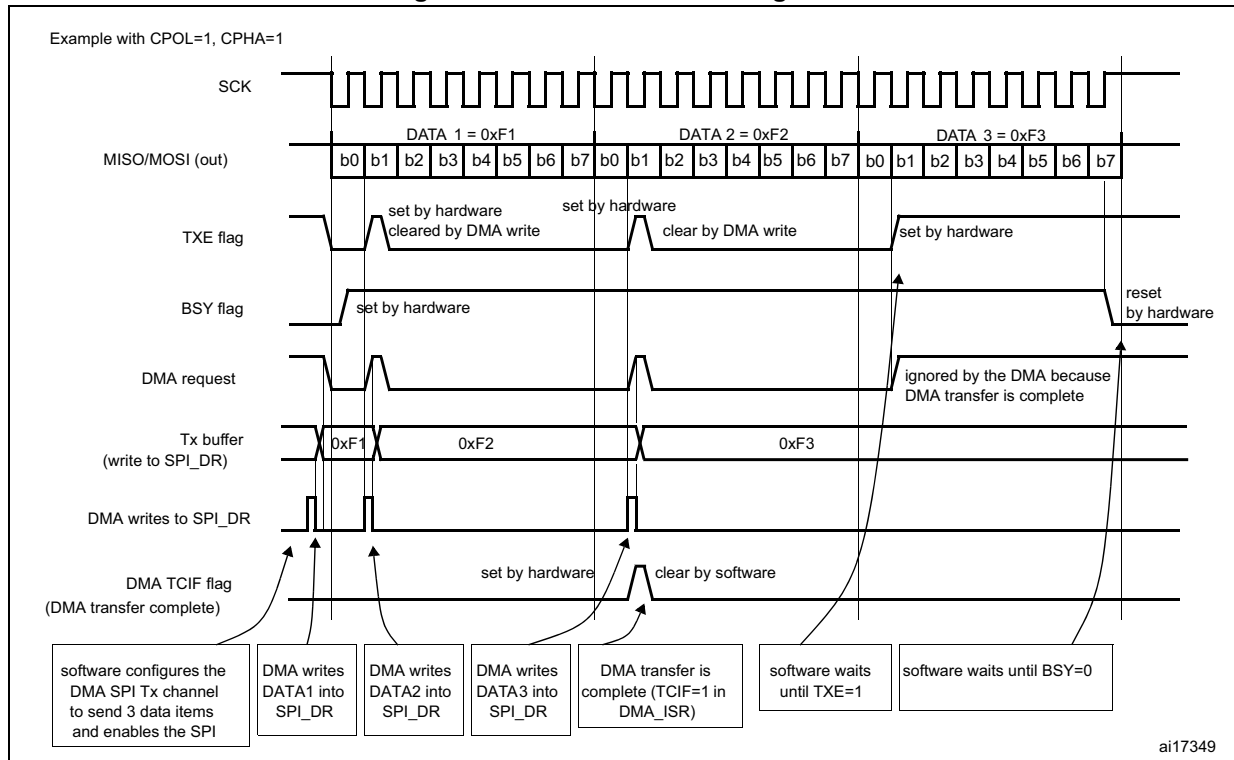 Example with CPOL=1, CPHA=1
SCK
DATA 1 = 0xF1
DATA 2 = 0xF2
DATA 3 = 0xF3
MISO/MOSI (out)
b0 b1 b2 b3 b4 b5 b6 b7 b0 b1 b2 b3 b4 b5 b6 b7 b0 b1 b2 b3 b4 b5 b6 b7
TXE flag
set by hardware
cleared by DMA write
set by hardware
clear by DMA write
set by hardware
BSY flag
set by hardware
reset
by hardware
DMA request
ignored by the DMA because
DMA transfer is complete
Tx buffer
(write to SPI_DR)
0xF1
0xF2
0xF3
DMA writes to SPI_DR
DMA TCIF flag
(DMA transfer complete)
set by hardware
clear by software
software configures the
DMA SPI Tx channel
to send 3 data items
and enables the SPI
DMA writes
DATA1 into
SPI_DR
DMA writes
DATA2 into
SPI_DR
DMA writes
DATA3 into
SPI_DR
DMA transfer is
complete (TCIF=1 in
DMA_ISR)
software waits
until TXE=1
software waits until BSY=0
ai17349